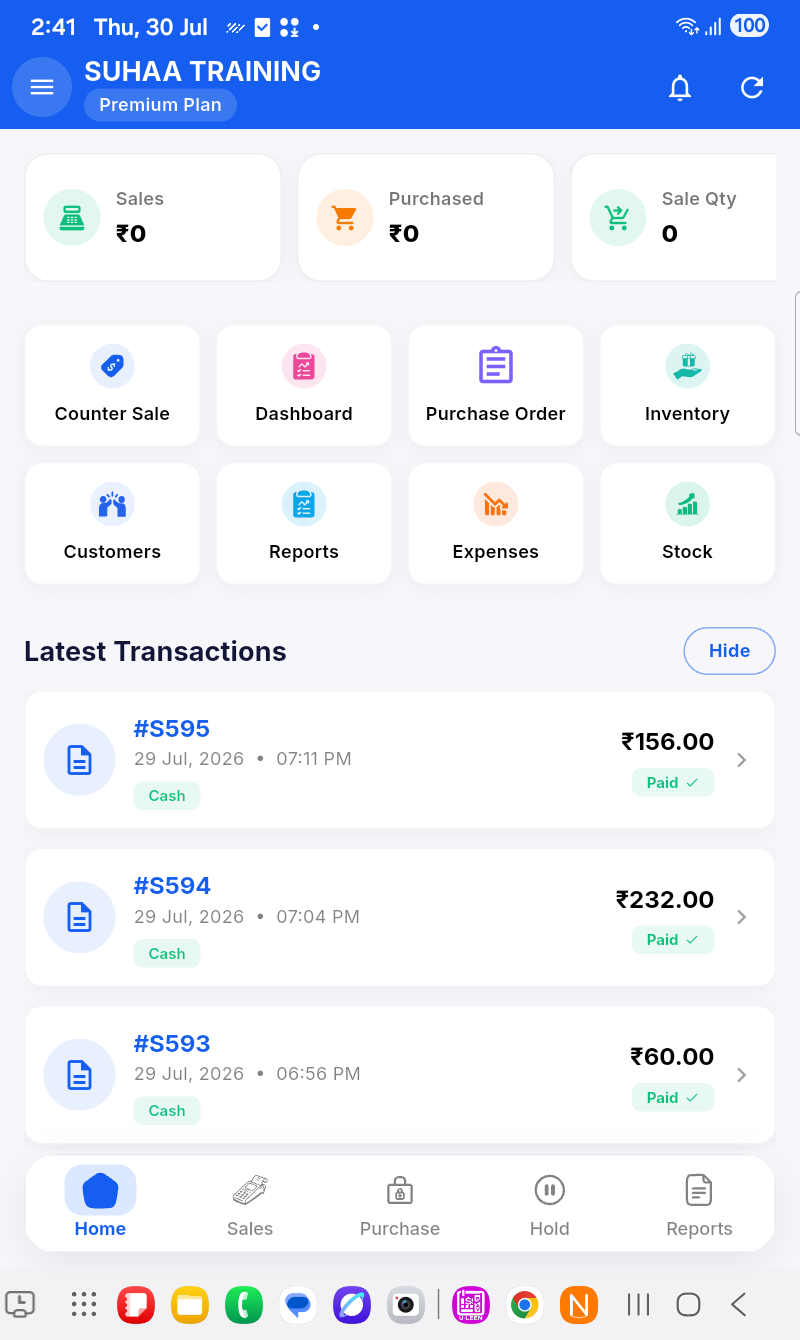 2:41 Thu, 30 Jul 100
SUHAA TRAINING
Premium Plan
Sales
₹0
Purchased
₹0
Sale Qty
0
Counter Sale
Dashboard
Purchase Order
Inventory
Customers
Reports
Expenses
Stock
Latest Transactions
Hide
#S595
29 Jul, 2026 • 07:11 PM
Cash
₹156.00
Paid ✓
#S594
29 Jul, 2026 • 07:04 PM
Cash
₹232.00
Paid ✓
#S593
29 Jul, 2026 • 06:56 PM
Cash
₹60.00
Paid ✓
Home
Sales
Purchase
Hold
Reports
U-LEEN